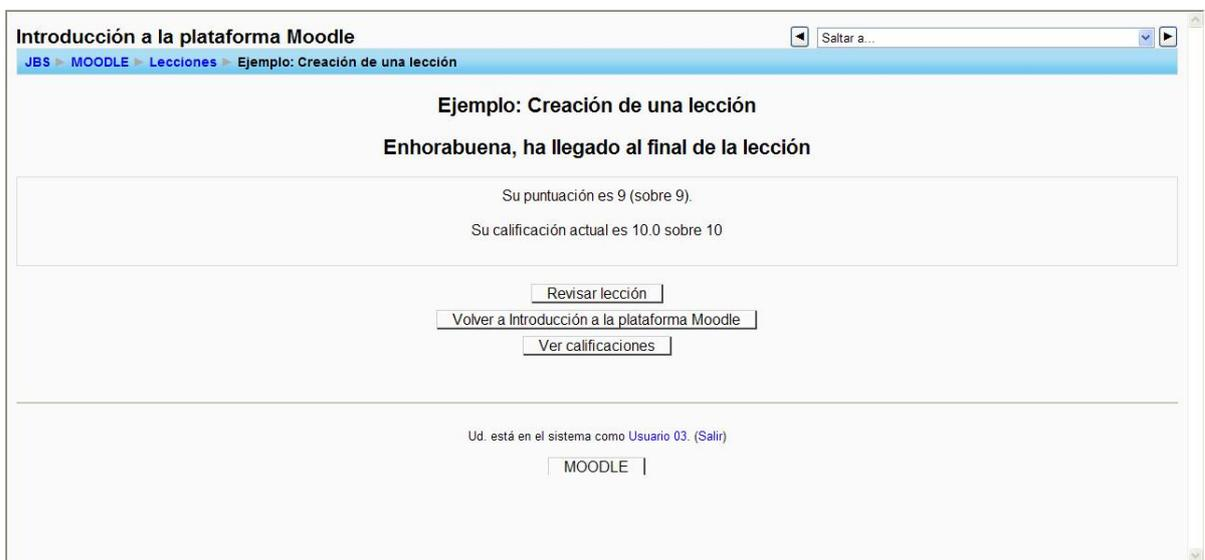 Introducción a la plataforma Moodle
Saltar a...
JBS ► MOODLE ► Lecciones ► Ejemplo: Creación de una lección
Ejemplo: Creación de una lección
Enhorabuena, ha llegado al final de la lección
Su puntuación es 9 (sobre 9).
Su calificación actual es 10.0 sobre 10
Revisar lección
Volver a Introducción a la plataforma Moodle
Ver calificaciones
Ud. está en el sistema como Usuario 03. (Salir)
MOODLE